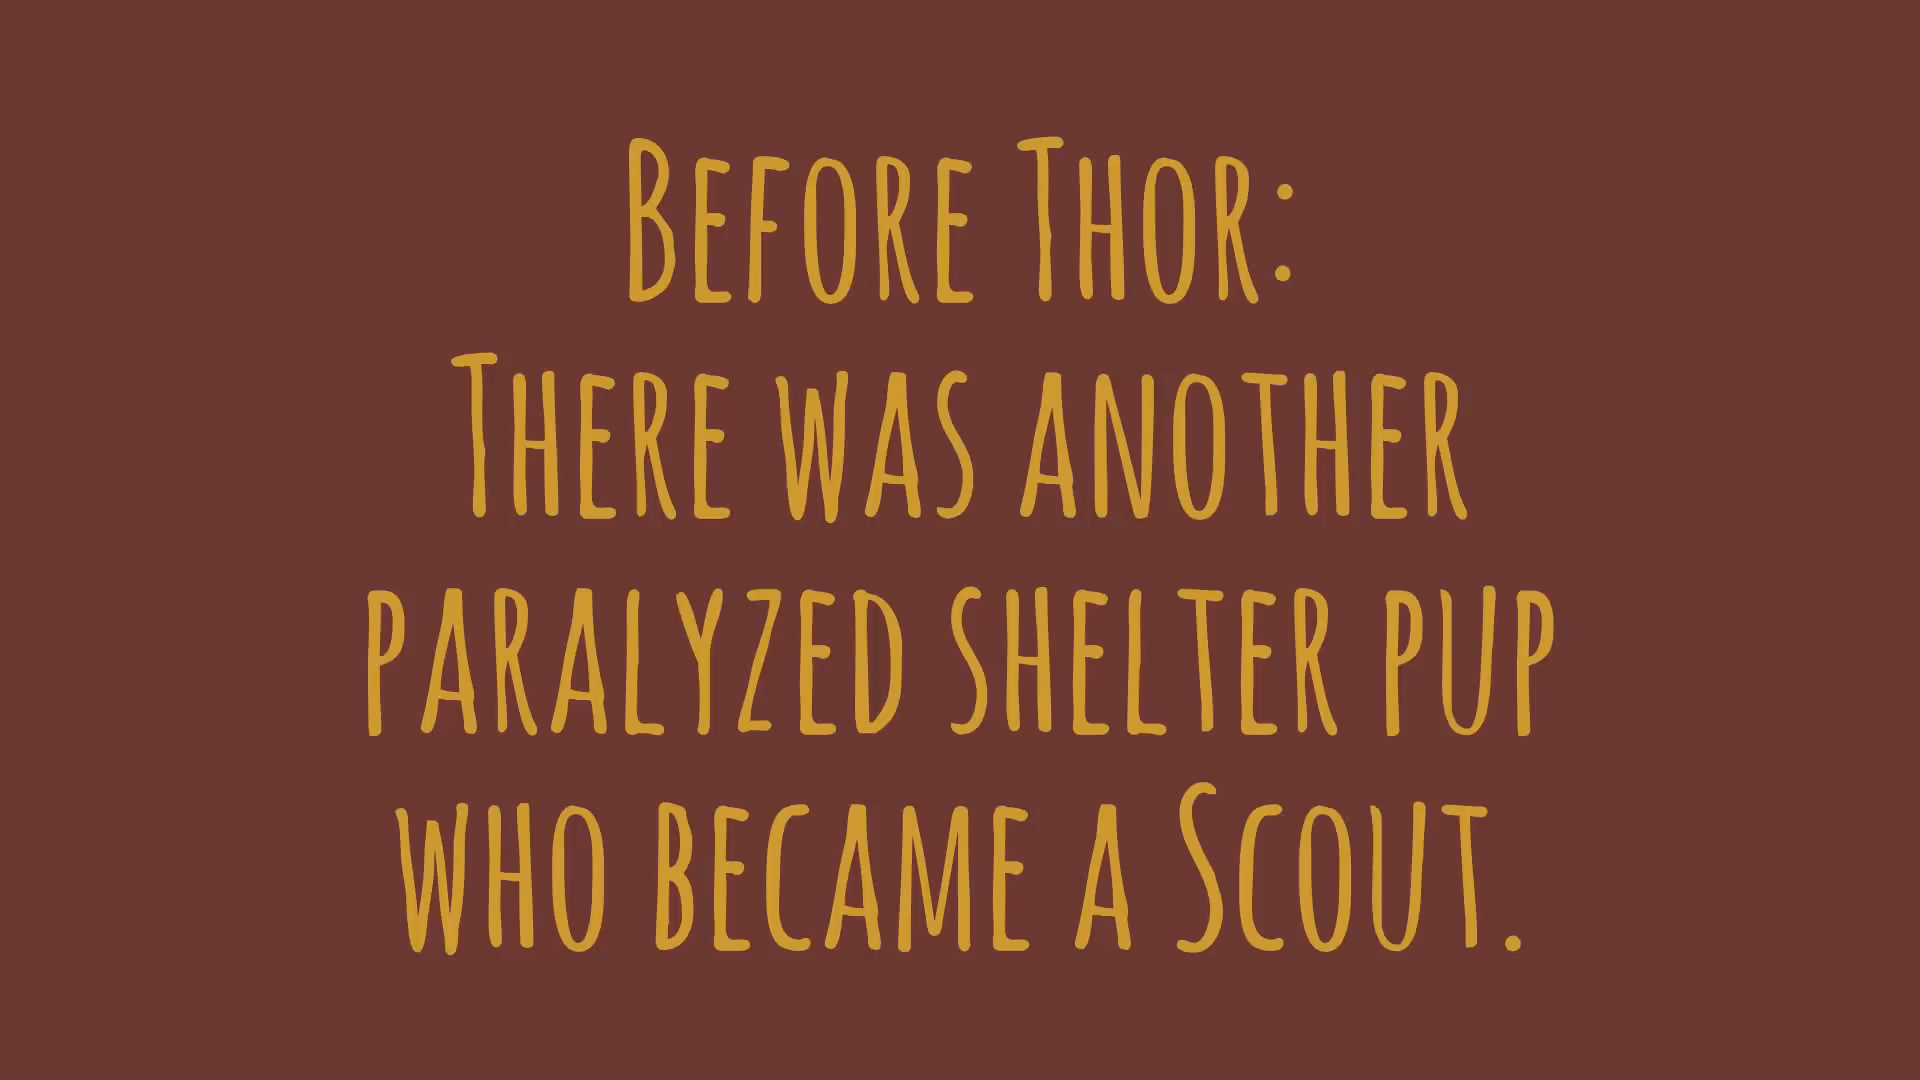 Before Thor:
There was another
paralyzed shelter pup
who became a Scout.